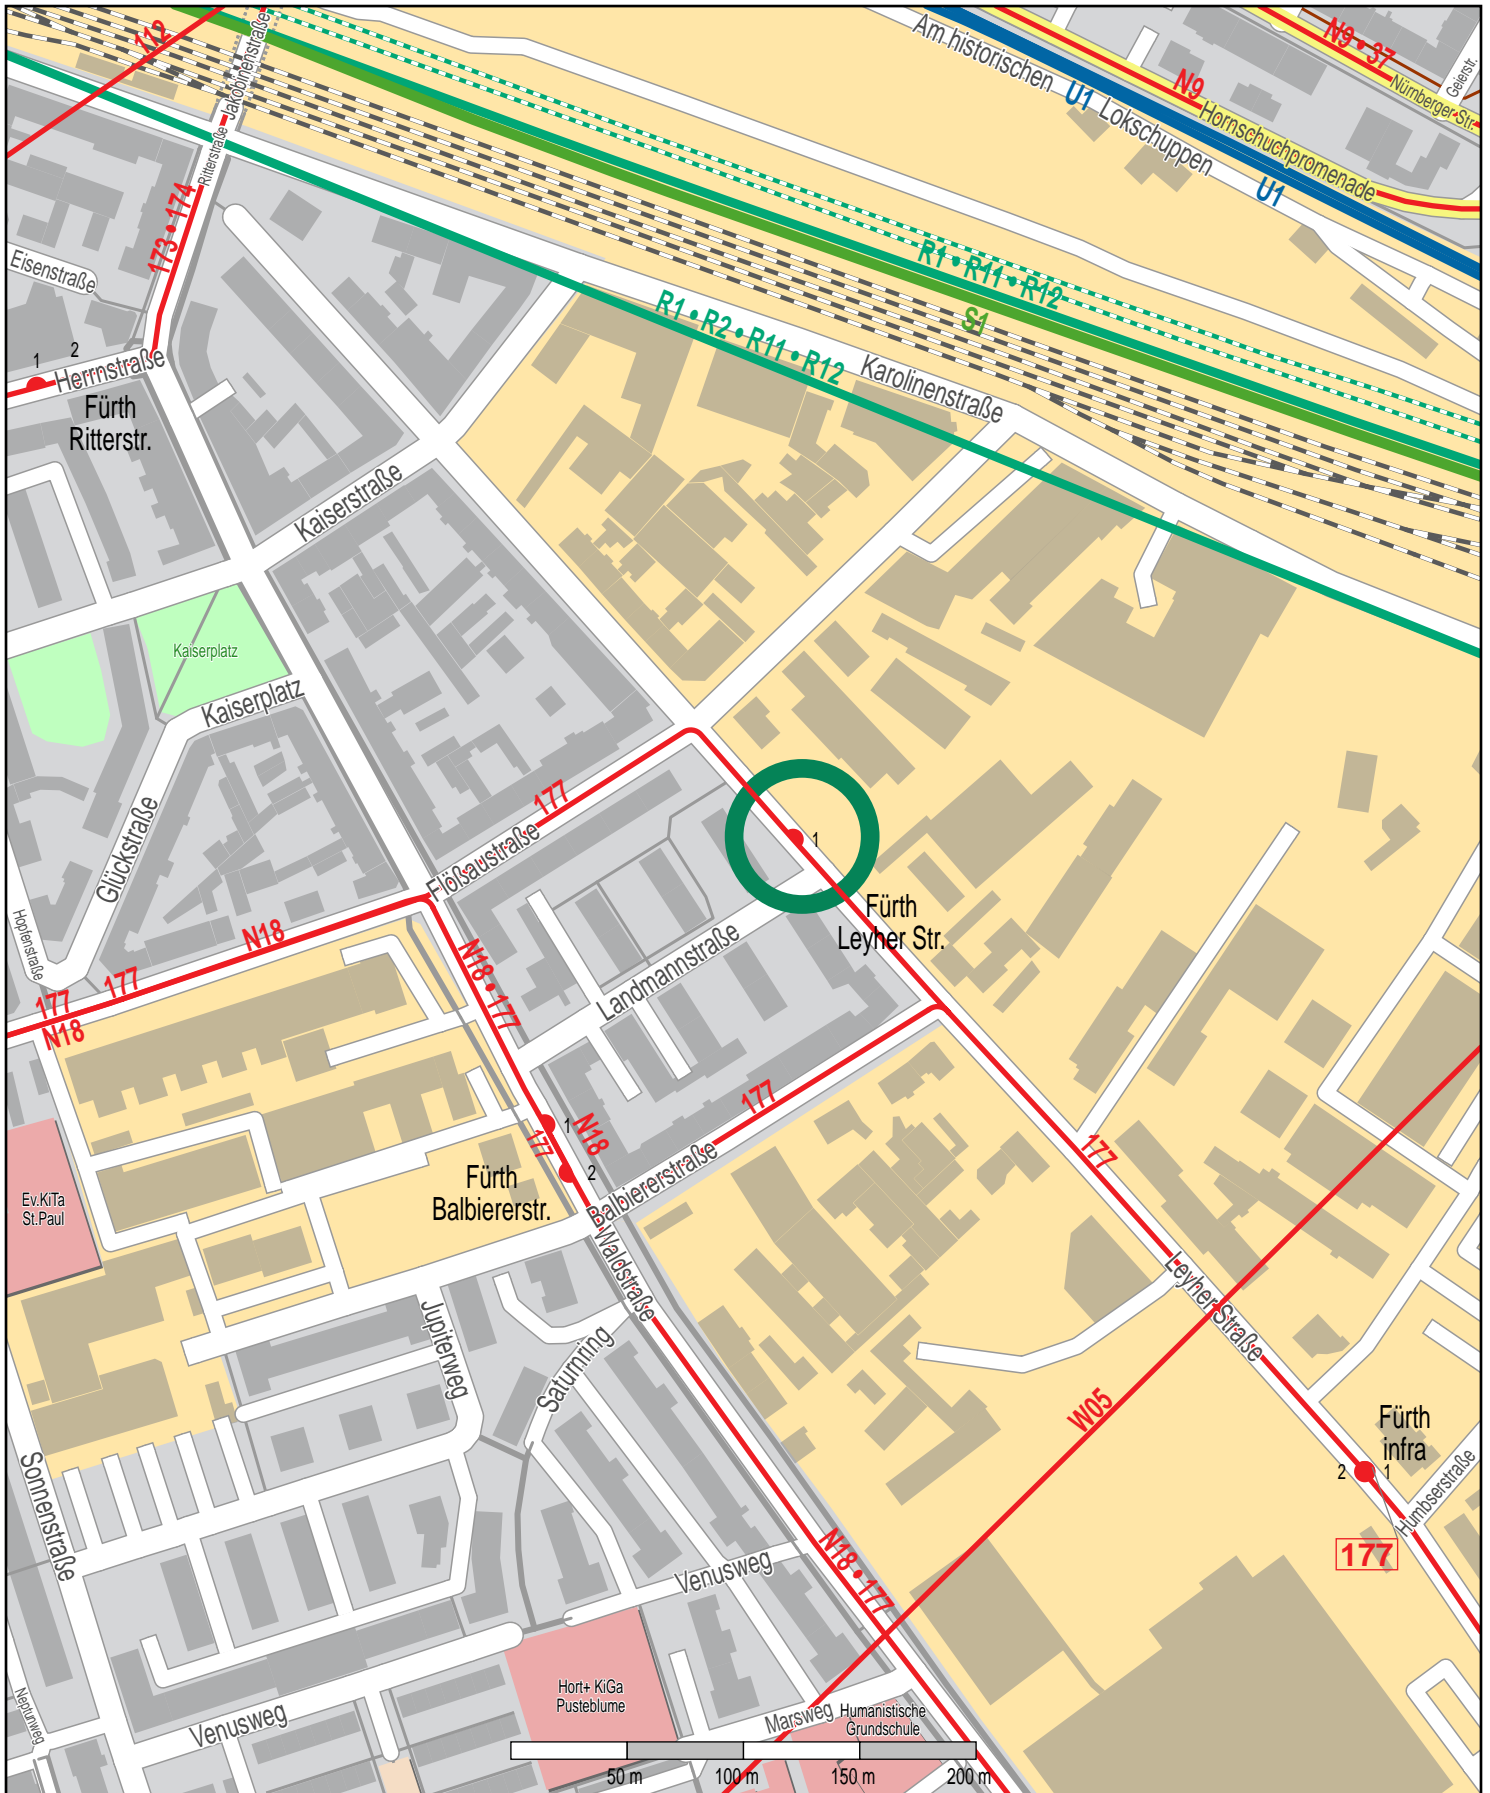 112
Jakobinenstraße
Ritterstraße
173 • 174
Am historischen
Lokschuppen
U1
U1
N9
N9 • 37
Hornschuchpromenade
Nürnberger Str.
Geierstr.
Eisenstraße
1
2
Herrnstraße
Fürth
Ritterstr.
R1 • R11 • R12
S1
R1 • R2 • R11 • R12
Karolinenstraße
Kaiserstraße
Kaiserplatz
Kaiserplatz
Glückstraße
Hopfenstraße
177
Flößaustraße
1
Fürth
Leyher Str.
N18
177
177
N18
N18 • 177
Landmannstraße
177
1
N18
177
2
Fürth
Balbiererstr.
Balbiererstraße
Waldstraße
177
Leyher Straße
Ev.KiTa
St.Paul
Jupiterweg
Saturnring
W05
Fürth
infra
2
1
Humbserstraße
177
Sonnenstraße
Venusweg
N18 • 177
Neptunweg
Venusweg
Hort+ KiGa
Pusteblume
Marsweg
Humanistische
Grundschule
50 m
100 m
150 m
200 m